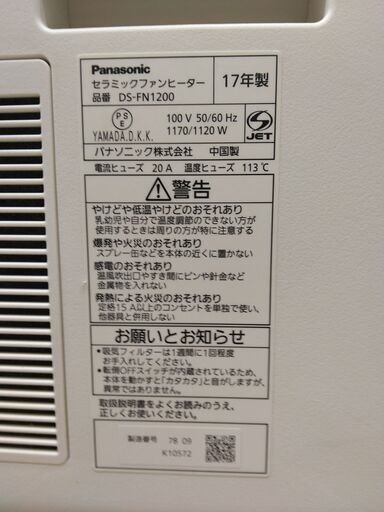 Panasonic
セラミックファンヒーター
品番 DS-FN1200
17年製
PS
E
YAMADA.D.K.K.
100 V 50/60 Hz
1170/1120 W
JET
パナソニック株式会社 中国製
電流ヒューズ 20 A 温度ヒューズ 113℃
警告
やけどや低温やけどのおそれあり
乳幼児や自分で温度調節のできない方が
使用するときは周りの方が特に注意する
爆発や火災のおそれあり
スプレー缶などを本体の近くに置かない
感電のおそれあり
温風吹出口やすき間にピンや針金など
金属物を入れない
発熱による火災のおそれあり
定格15 A以上のコンセントを単独で使い、
他器具と併用しない
お願いとお知らせ
•吸気フィルターは1週間に1回程度
お手入れしてください。
•転倒OFFスイッチが内蔵されているため、
本体を動かすと「カタカタ」と音がしますが、
異常ではありません。
取扱説明書をよくお読みのうえ、
正しくお使いください。
製造番号 78 09
K10572